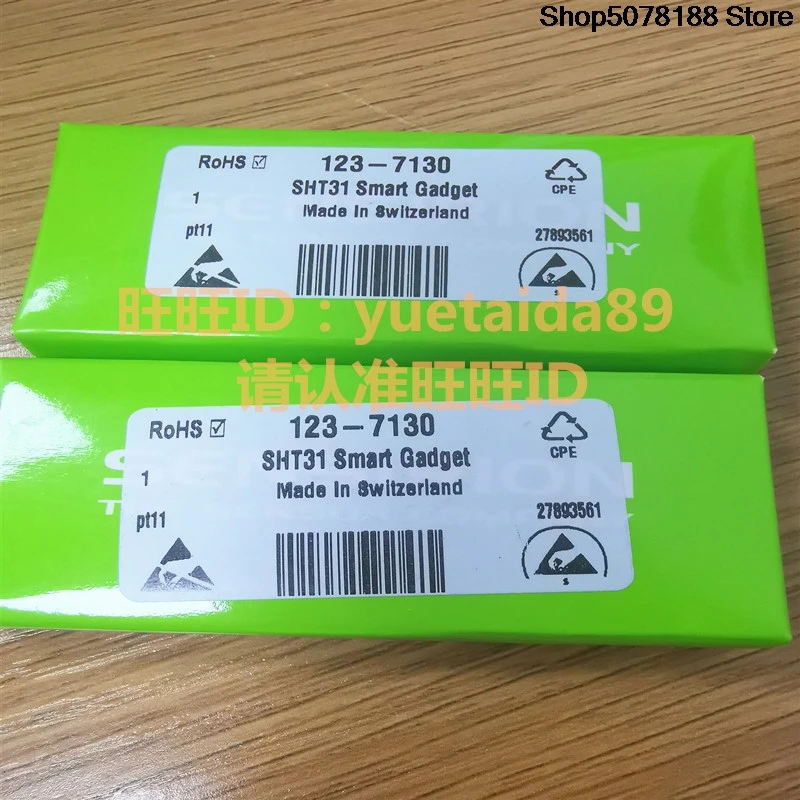 Shop5078188 Store
RoHS 123-7130
CPE
SHT31 Smart Gadget
1
Made In Switzerland
pt11
27893561
S
旺旺ID：yuetaida89
请认准旺旺ID
RoHS 123-7130
CPE
SHT31 Smart Gadget
1
Made In Switzerland
pt11
27893561
S